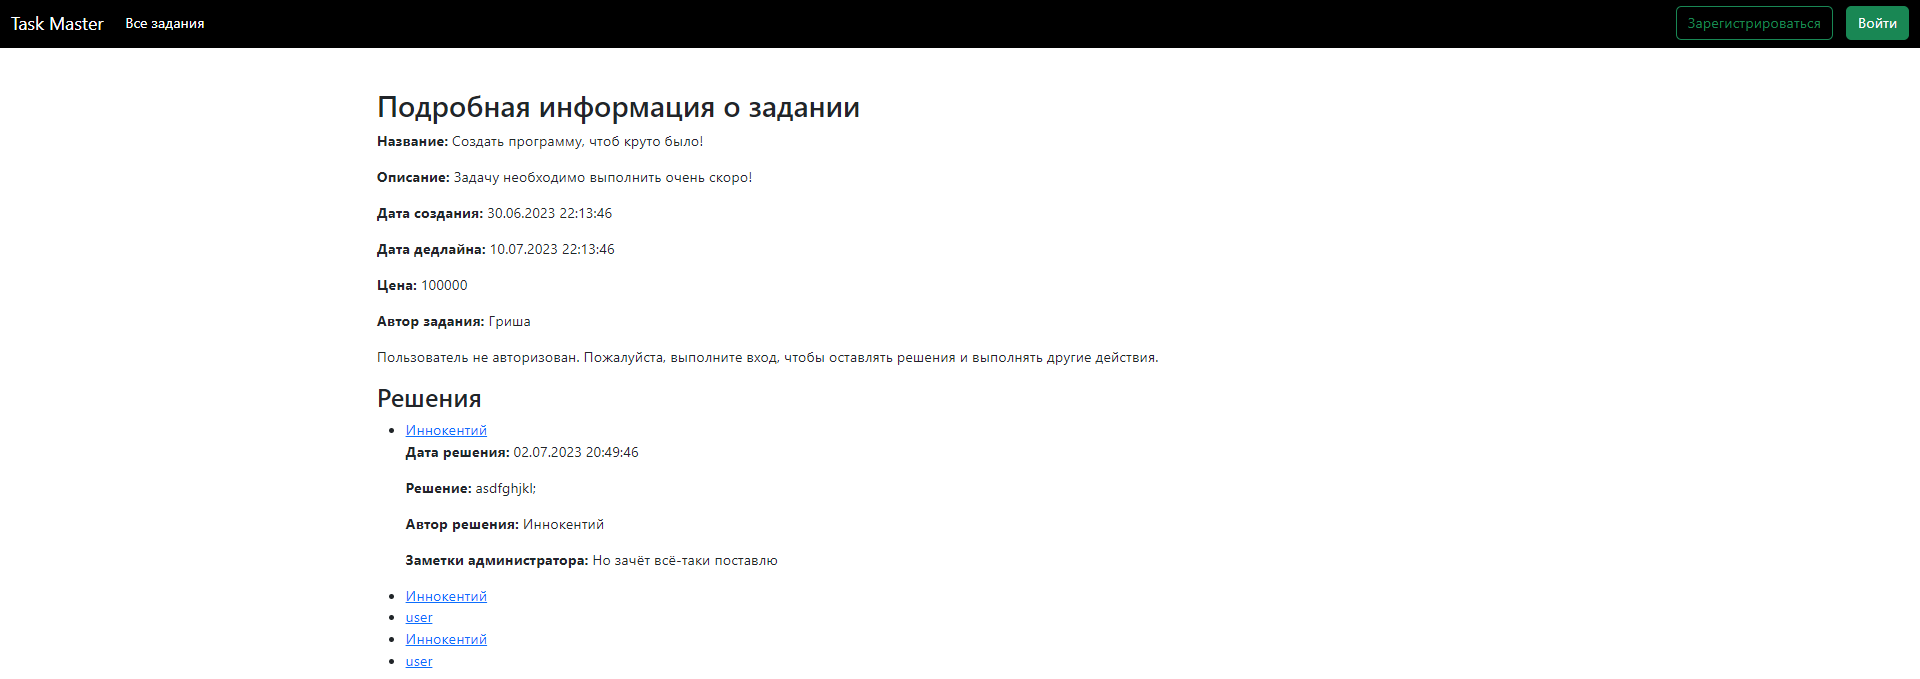 Task Master Все задания Зарегистрироваться Войти
Подробная информация о задании
Название: Создать программу, чтоб круто было!
Описание: Задачу необходимо выполнить очень скоро!
Дата создания: 30.06.2023 22:13:46
Дата дедлайна: 10.07.2023 22:13:46
Цена: 100000
Автор задания: Гриша
Пользователь не авторизован. Пожалуйста, выполните вход, чтобы оставлять решения и выполнять другие действия.
Решения
Иннокентий
Дата решения: 02.07.2023 20:49:46
Решение: asdfghjkl;
Автор решения: Иннокентий
Заметки администратора: Но зачёт всё-таки поставлю
Иннокентий
user
Иннокентий
user